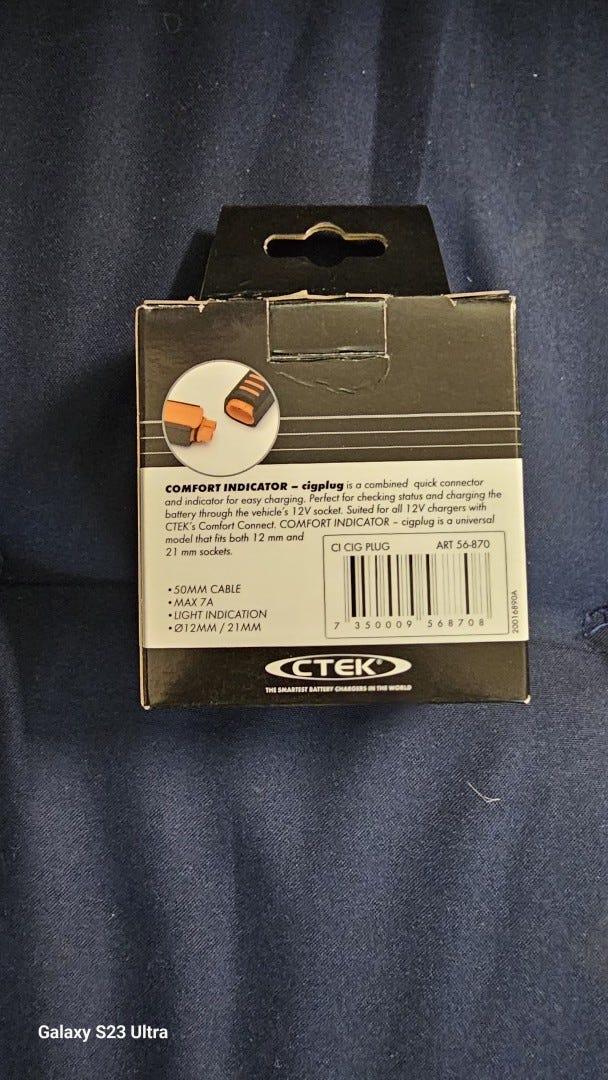 COMFORT INDICATOR – cigplug is a combined quick connector
and indicator for easy charging. Perfect for checking status and charging the
battery through the vehicle's 12V socket. Suited for all 12V chargers with
CTEK's Comfort Connect. COMFORT INDICATOR – cigplug is a universal
model that fits both 12 mm and
21 mm sockets.
CI CIG PLUG ART 56-870
7 350009 568708
20016890A
•50MM CABLE
•MAX 7A
•LIGHT INDICATION
•Ø12MM / 21MM
CTEK®
THE SMARTEST BATTERY CHARGERS IN THE WORLD
Galaxy S23 Ultra